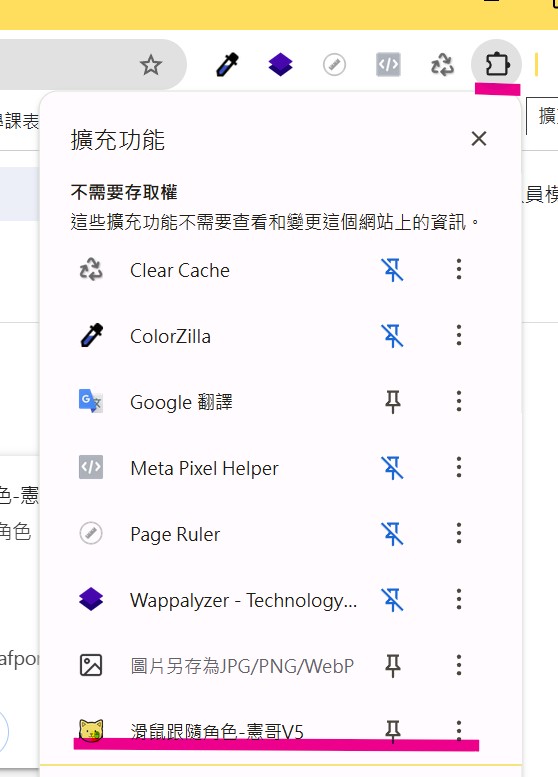 擴充功能
不需要存取權
這些擴充功能不需要查看和變更這個網站上的資訊。
Clear Cache
ColorZilla
Google 翻譯
Meta Pixel Helper
Page Ruler
Wappalyzer - Technology...
圖片另存為JPG/PNG/WebP
滑鼠跟隨角色-憲哥V5
學課表
擴
員模
色-憲
角色
afpor